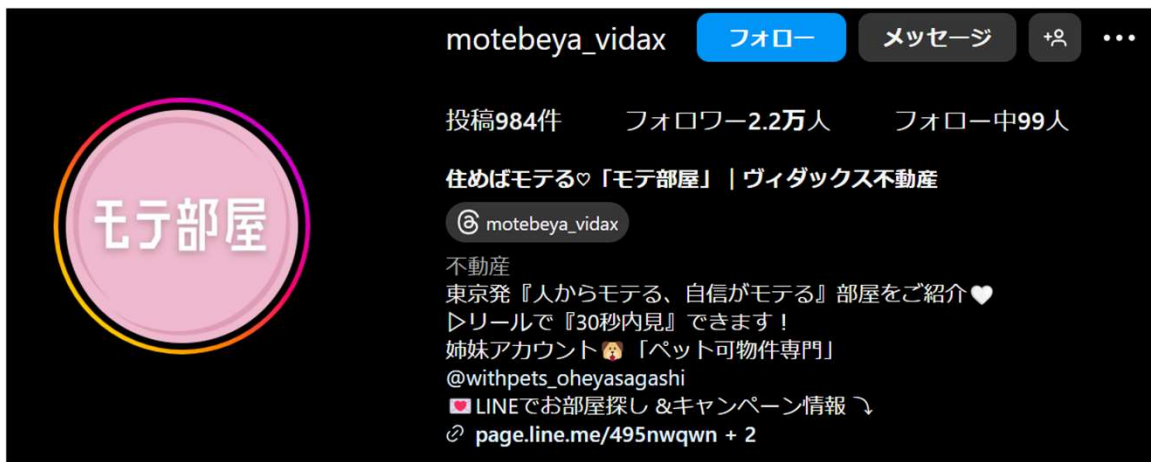 motebeya_vidax フォロー メッセージ
投稿984件 フォロワー2.2万人 フォロー中99人
モテ部屋
住めばモテる♡「モテ部屋」｜ヴィダックス不動産
motebeya_vidax
不動産
東京発『人からモテる、自信がモテる』部屋をご紹介🤍
▷リールで『30秒内見』できます！
姉妹アカウント🐶「ペット可物件専門」
@withpets_oheyasagashi
💌LINEでお部屋探し &キャンペーン情報 ⤵
page.line.me/495nwqwn + 2